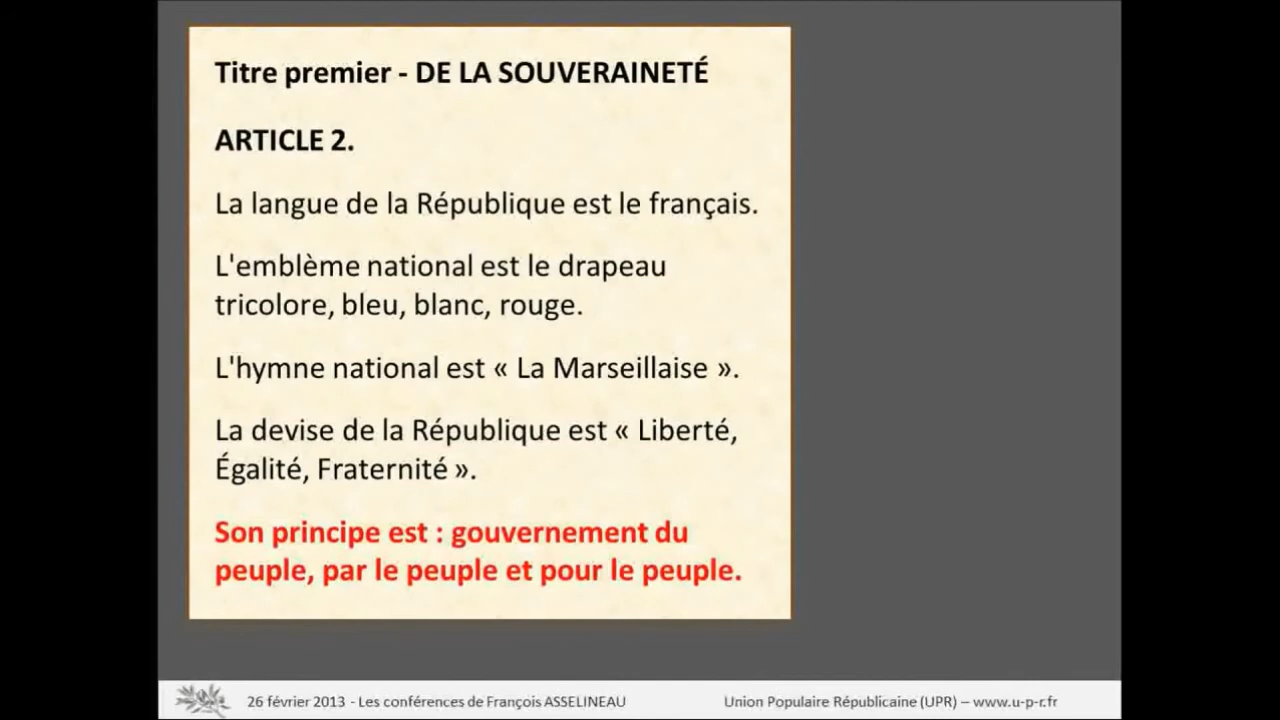 Titre premier - DE LA SOUVERAINETÉ
ARTICLE 2.
La langue de la République est le français.
L'emblème national est le drapeau
tricolore, bleu, blanc, rouge.
L'hymne national est « La Marseillaise ».
La devise de la République est « Liberté,
Égalité, Fraternité ».
Son principe est : gouvernement du
peuple, par le peuple et pour le peuple.
26 février 2013 - Les conférences de François ASSELINEAU
Union Populaire Républicaine (UPR) – www.u-p-r.fr